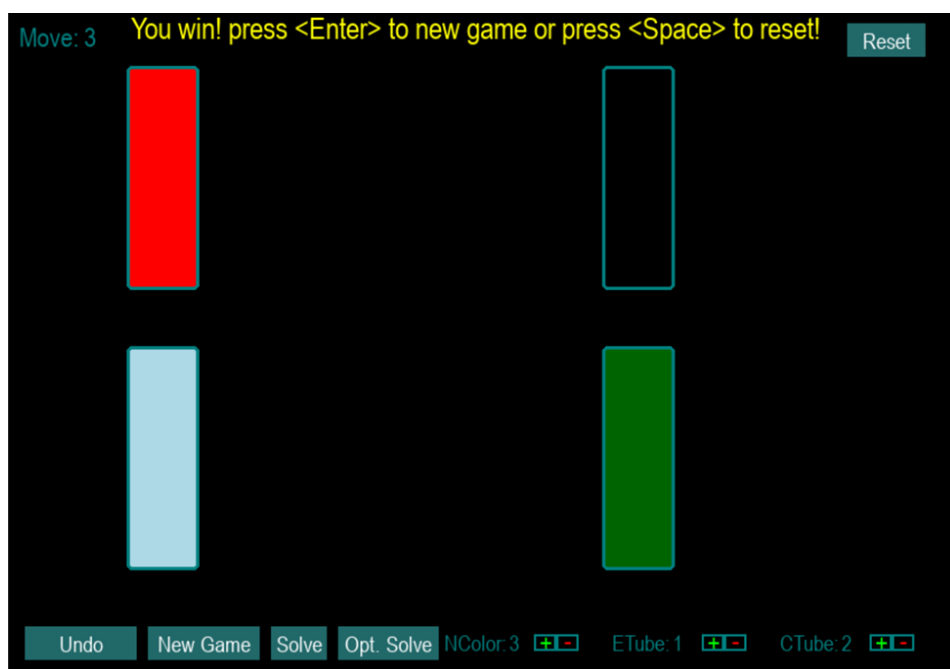 Move: 3 You win! press <Enter> to new game or press <Space> to reset! Reset
Undo New Game Solve Opt. Solve NColor: 3 + - ETube: 1 + - CTube: 2 + -